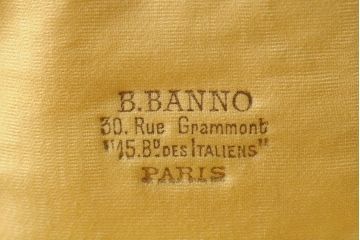 B. BANNO
30. Rue Grammont
"15. Bd DES ITALIENS"
PARIS